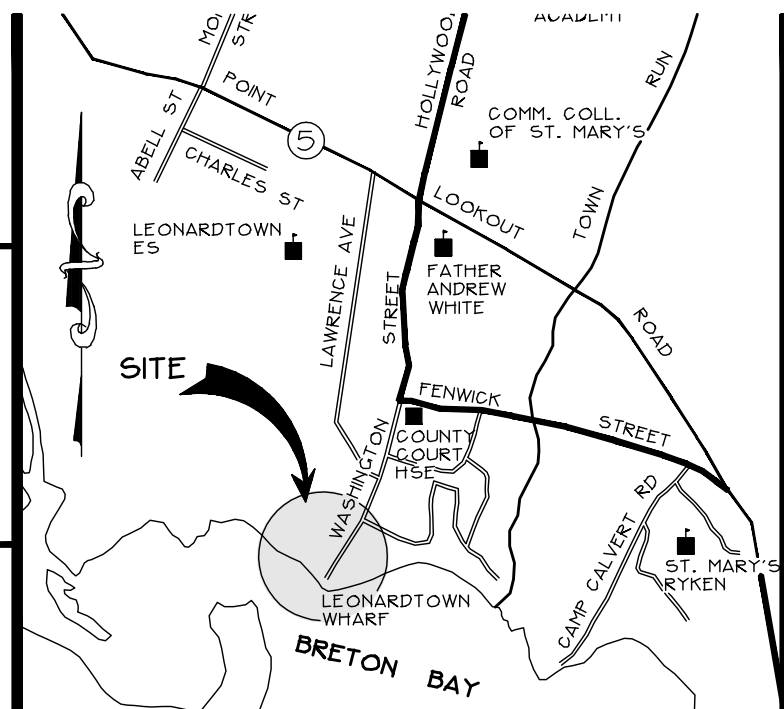 ACADEMY
HOLLYWOOD
ROAD
RUN
POINT
5
COMM. COLL.
OF ST. MARY'S
ABELL ST
CHARLES ST
LOOKOUT
TOWN
LEONARDTOWN
ES
LAWRENCE AVE
STREET
FATHER
ANDREW
WHITE
ROAD
SITE
FENWICK
STREET
COUNTY
COURT
HSE
WASHINGTON
CAMP CALVERT RD
ST. MARY'S
RYKEN
LEONARDTOWN
WHARF
BRETON BAY